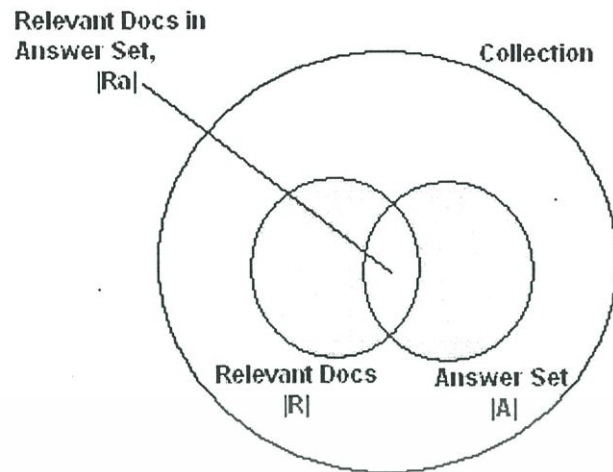 Relevant Docs in
Answer Set,
|Ra|
Collection
Relevant Docs
|R|
Answer Set
|A|